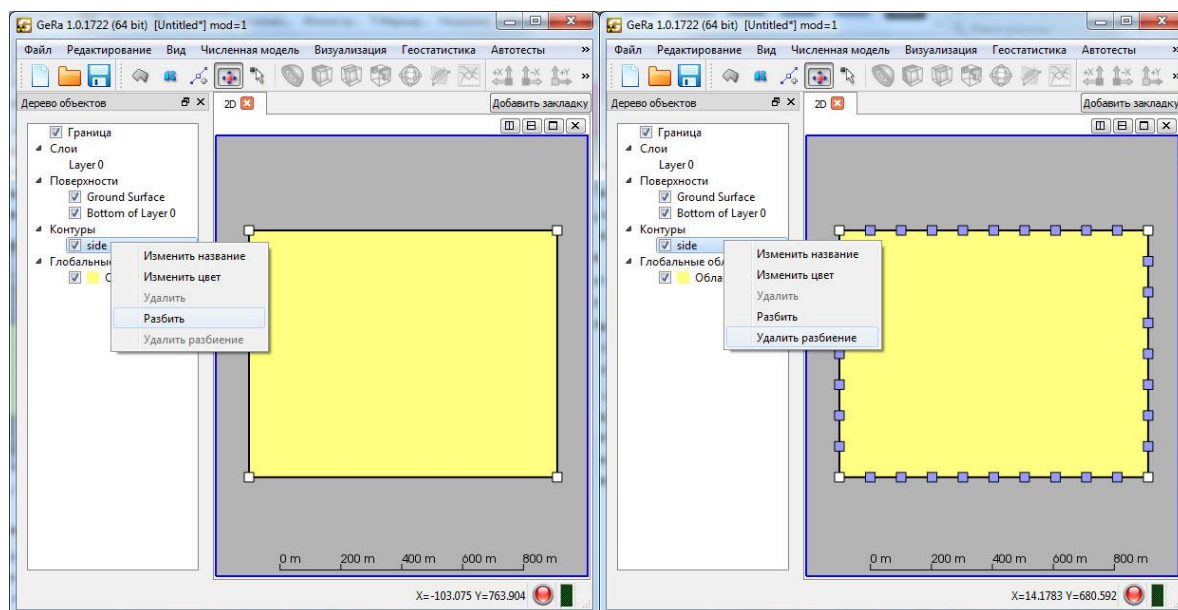 GeRa 1.0.1722 (64 bit) [Untitled*] mod=1
Файл Редактирование Вид Численная модель Визуализация Геостатистика Автотесты »
Дерево объектов
2D
Добавить закладку
Граница
Слои
Layer 0
Поверхности
Ground Surface
Bottom of Layer 0
Контуры
side
Глобальные
Изменить название
Изменить цвет
Удалить
Разбить
Удалить разбиение
0 m 200 m 400 m 600 m 800 m
X=-103.075 Y=763.904
GeRa 1.0.1722 (64 bit) [Untitled*] mod=1
Файл Редактирование Вид Численная модель Визуализация Геостатистика Автотесты »
Дерево объектов
2D
Добавить закладку
Граница
Слои
Layer 0
Поверхности
Ground Surface
Bottom of Layer 0
Контуры
side
Глобальные обл
Обла
Изменить название
Изменить цвет
Удалить
Разбить
Удалить разбиение
0 m 200 m 400 m 600 m 800 m
X=14.1783 Y=680.592